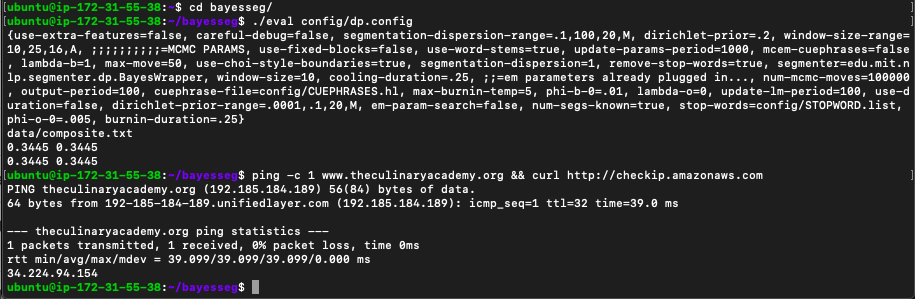 [ubuntu@ip-172-31-55-38:~$ cd bayesseg/
[ubuntu@ip-172-31-55-38:~/bayesseg$ ./eval config/dp.config
{use-extra-features=false, careful-debug=false, segmentation-dispersion-range=.1,100,20,M, dirichlet-prior=.2, window-size-range=
10,25,16,A, ;;;;;;;;;;=MCMC PARAMS, use-fixed-blocks=false, use-word-stems=true, update-params-period=1000, mcem-cuephrases=false
, lambda-b=1, max-move=50, use-choi-style-boundaries=true, segmentation-dispersion=1, remove-stop-words=true, segmenter=edu.mit.n
lp.segmenter.dp.BayesWrapper, window-size=10, cooling-duration=.25, ;;=em parameters already plugged in..., num-mcmc-moves=100000
, output-period=100, cuephrase-file=config/CUEPHRASES.hl, max-burnin-temp=5, phi-b-0=.01, lambda-o=0, update-lm-period=100, use-d
uration=false, dirichlet-prior-range=.0001,.1,20,M, em-param-search=false, num-segs-known=true, stop-words=config/STOPWORD.list, 
phi-o-0=.005, burnin-duration=.25}
data/composite.txt
0.3445 0.3445
0.3445 0.3445
[ubuntu@ip-172-31-55-38:~/bayesseg$ ping -c 1 www.theculinaryacademy.org && curl http://checkip.amazonaws.com
PING theculinaryacademy.org (192.185.184.189) 56(84) bytes of data.
64 bytes from 192-185-184-189.unifiedlayer.com (192.185.184.189): icmp_seq=1 ttl=32 time=39.0 ms
--- theculinaryacademy.org ping statistics ---
1 packets transmitted, 1 received, 0% packet loss, time 0ms
rtt min/avg/max/mdev = 39.099/39.099/39.099/0.000 ms
34.224.94.154
ubuntu@ip-172-31-55-38:~/bayesseg$